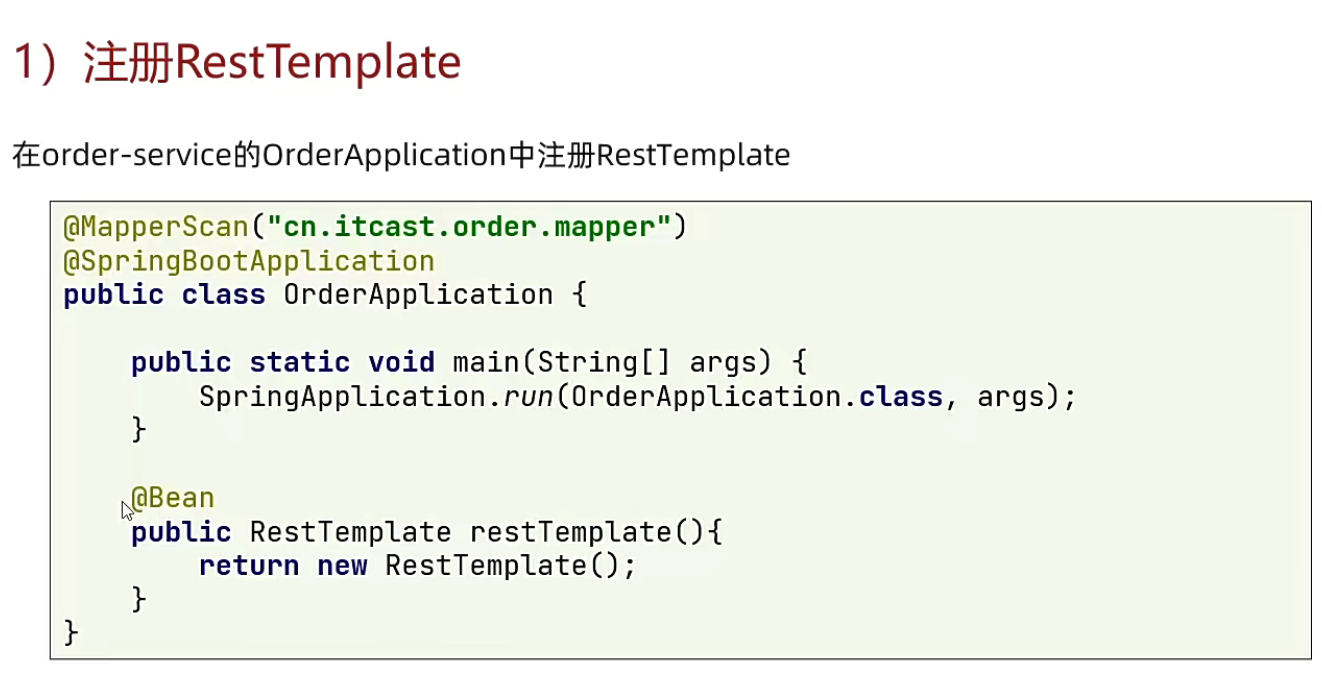 1）注册RestTemplate
在order-service的OrderApplication中注册RestTemplate
@MapperScan("cn.itcast.order.mapper")
@SpringBootApplication
public class OrderApplication {
public static void main(String[] args) {
SpringApplication.run(OrderApplication.class, args);
}
@Bean
public RestTemplate restTemplate(){
return new RestTemplate();
}
}